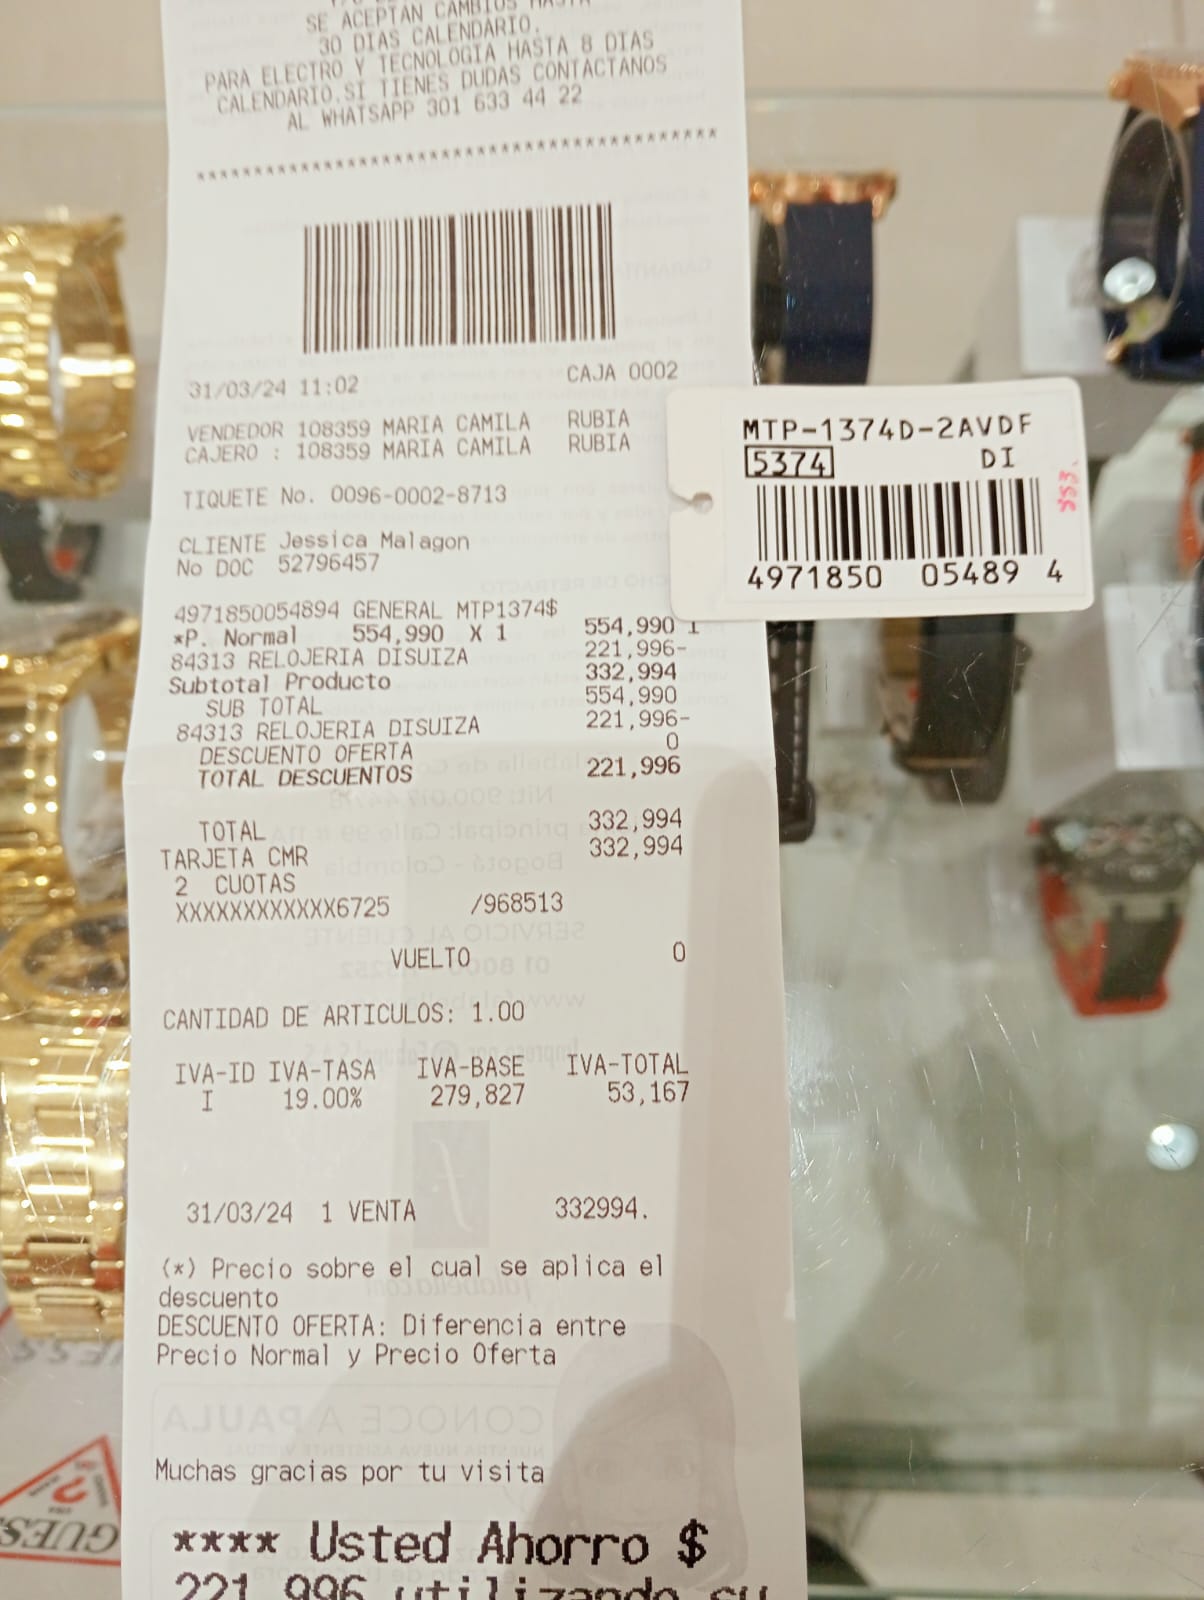 SE ACEPTAN CAMBIOS HASTA
30 DIAS CALENDARIO.
PARA ELECTRO Y TECNOLOGIA HASTA 8 DIAS
CALENDARIO.SI TIENES DUDAS CONTACTANOS
AL WHATSAPP 301 633 44 22
****************************************
31/03/24 11:02 CAJA 0002
VENDEDOR 108359 MARIA CAMILA RUBIA
CAJERO : 108359 MARIA CAMILA RUBIA
TIQUETE No. 0096-0002-8713
CLIENTE Jessica Malagon
No DOC 52796457
4971850054894 GENERAL MTP1374$
*P. Normal 554,990 X 1 554,990 I
84313 RELOJERIA DISUIZA 221,996-
Subtotal Producto 332,994
SUB TOTAL 554,990
84313 RELOJERIA DISUIZA 221,996-
DESCUENTO OFERTA 0
TOTAL DESCUENTOS 221,996
TOTAL 332,994
TARJETA CMR 332,994
2 CUOTAS
XXXXXXXXXXXX6725 /968513
VUELTO 0
CANTIDAD DE ARTICULOS: 1.00
IVA-ID IVA-TASA IVA-BASE IVA-TOTAL
I 19.00% 279,827 53,167
31/03/24 1 VENTA 332994.
(*) Precio sobre el cual se aplica el
descuento
DESCUENTO OFERTA: Diferencia entre
Precio Normal y Precio Oferta
Muchas gracias por tu visita
**** Usted Ahorro $
221,996 utilizando su
MTP-1374D-2AVDF
5374 DI
4971850 05489 4
GUESS